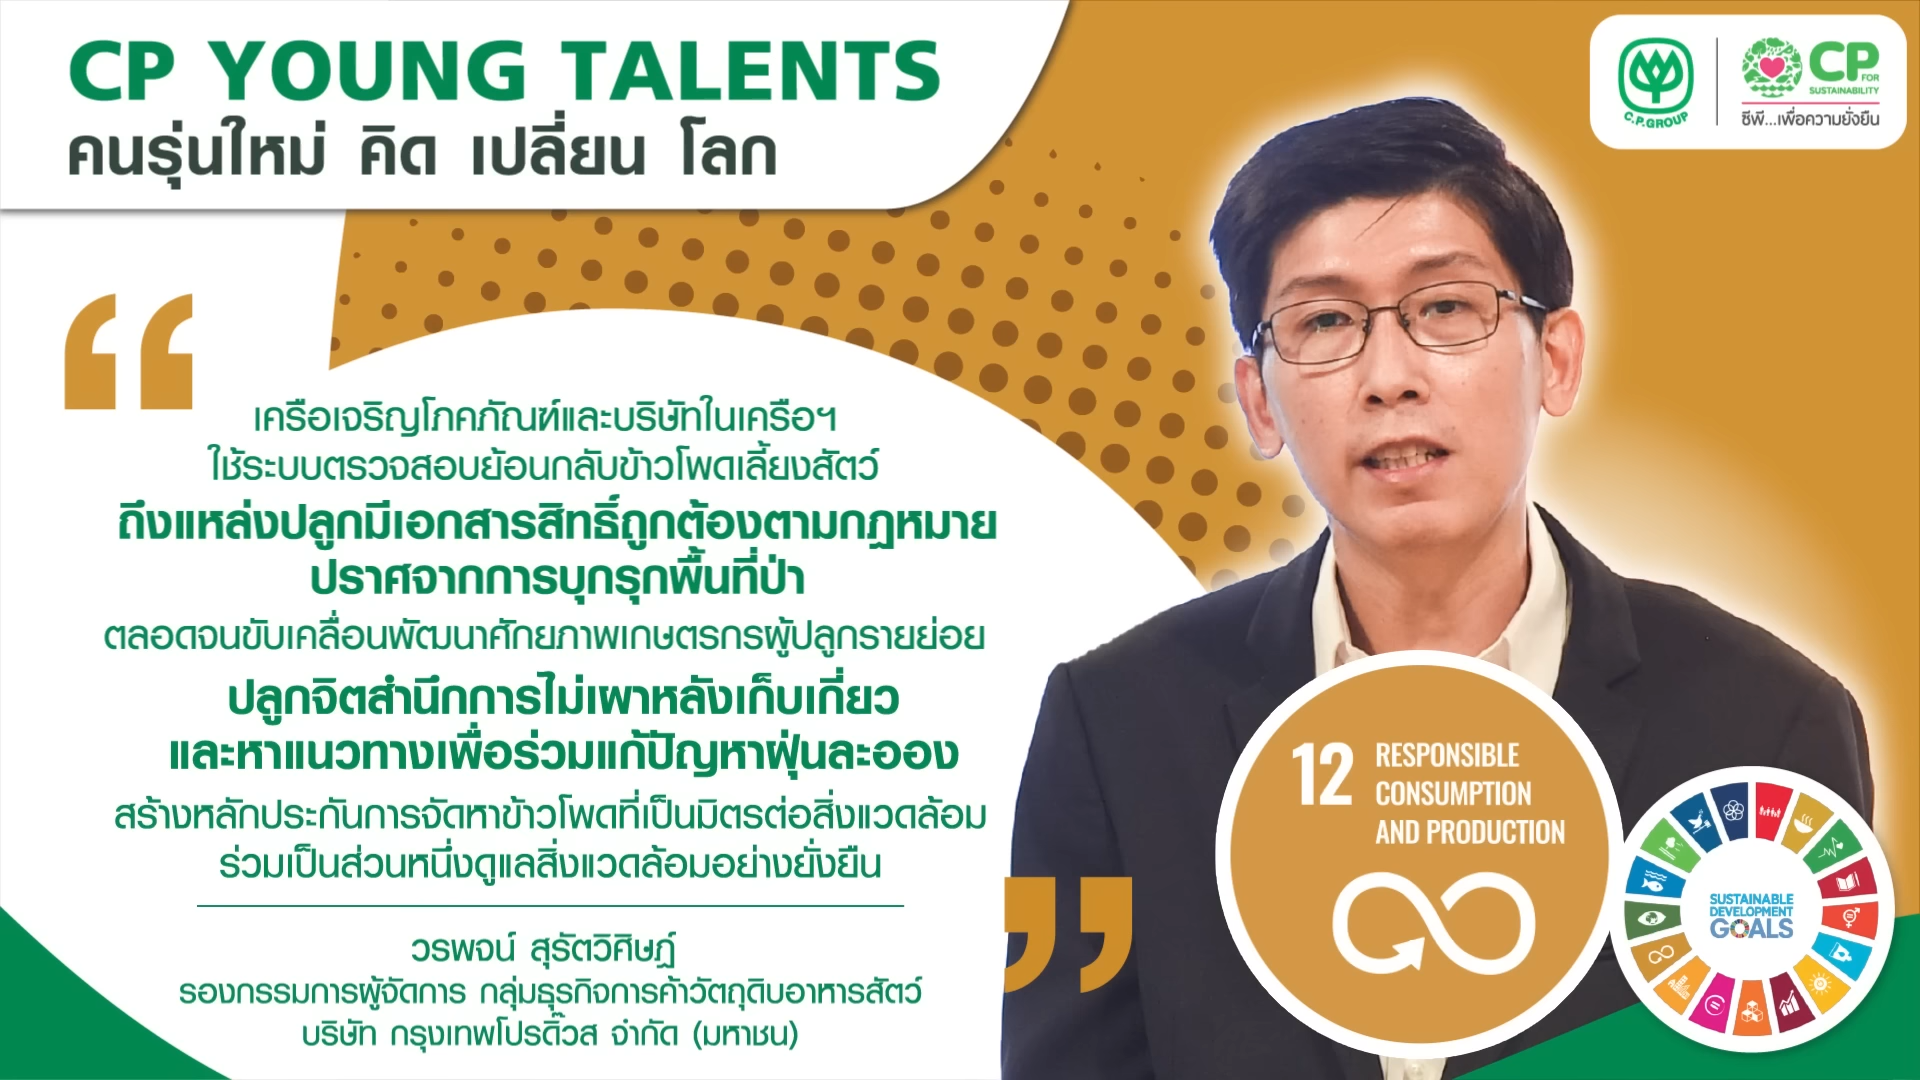 CP YOUNG TALENTS
คนรุ่นใหม่ คิด เปลี่ยน โลก
C.P.GROUP
CP
FOR
SUSTAINABILITY
ซีพี...เพื่อความยั่งยืน
เครือเจริญโภคภัณฑ์และบริษัทในเครือฯ
ใช้ระบบตรวจสอบย้อนกลับข้าวโพดเลี้ยงสัตว์
ถึงแหล่งปลูกมีเอกสารสิทธิ์ถูกต้องตามกฎหมาย
ปราศจากการบุกรุกพื้นที่ป่า
ตลอดจนขับเคลื่อนพัฒนาศักยภาพเกษตรกรผู้ปลูกรายย่อย
ปลูกจิตสำนึกการไม่เผาหลังเก็บเกี่ยว
และหาแนวทางเพื่อร่วมแก้ปัญหาฝุ่นละออง
สร้างหลักประกันการจัดหาข้าวโพดที่เป็นมิตรต่อสิ่งแวดล้อม
ร่วมเป็นส่วนหนึ่งดูแลสิ่งแวดล้อมอย่างยั่งยืน
วรพจน์ สุรัตวิศิษฏ์
รองกรรมการผู้จัดการ กลุ่มธุรกิจการค้าวัตถุดิบอาหารสัตว์
บริษัท กรุงเทพโปรดิ๊วส จำกัด (มหาชน)
12 RESPONSIBLE
CONSUMPTION
AND PRODUCTION
SUSTAINABLE
DEVELOPMENT
GOALS